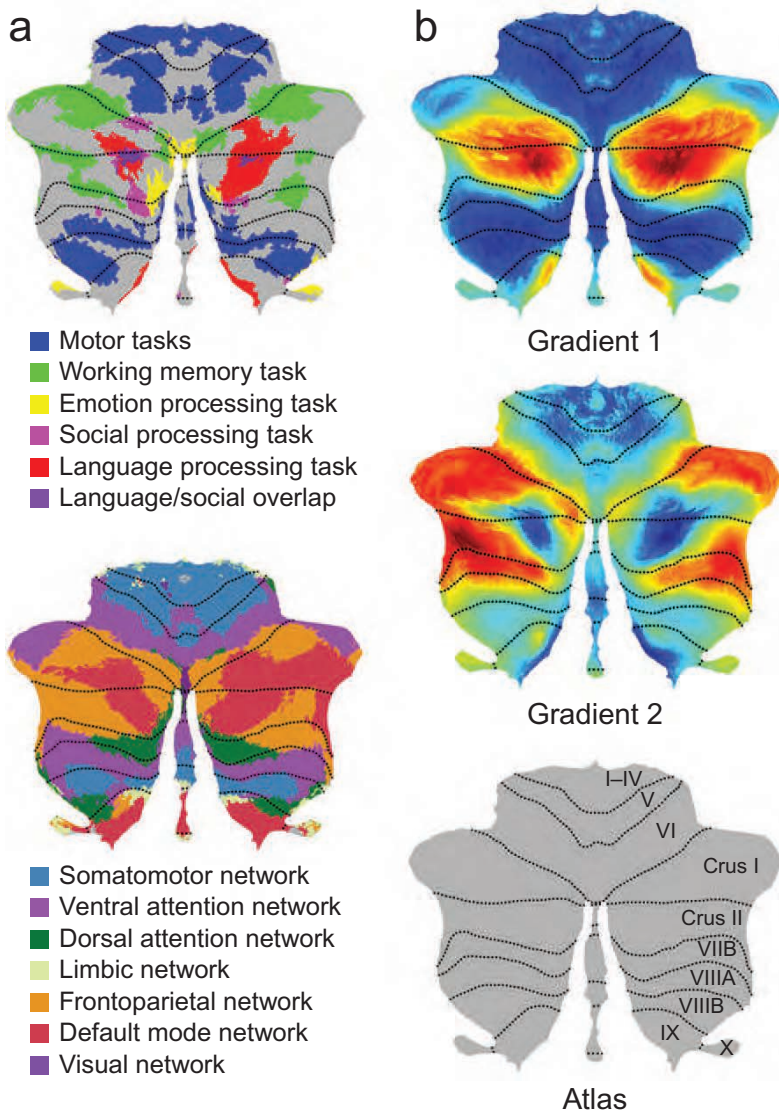 a
Motor tasks
Working memory task
Emotion processing task
Social processing task
Language processing task
Language/social overlap
Somatomotor network
Ventral attention network
Dorsal attention network
Limbic network
Frontoparietal network
Default mode network
Visual network
b
Gradient 1
Gradient 2
I–IV
V
VI
Crus I
Crus II
VIIB
VIIIA
VIIIB
IX
X
Atlas